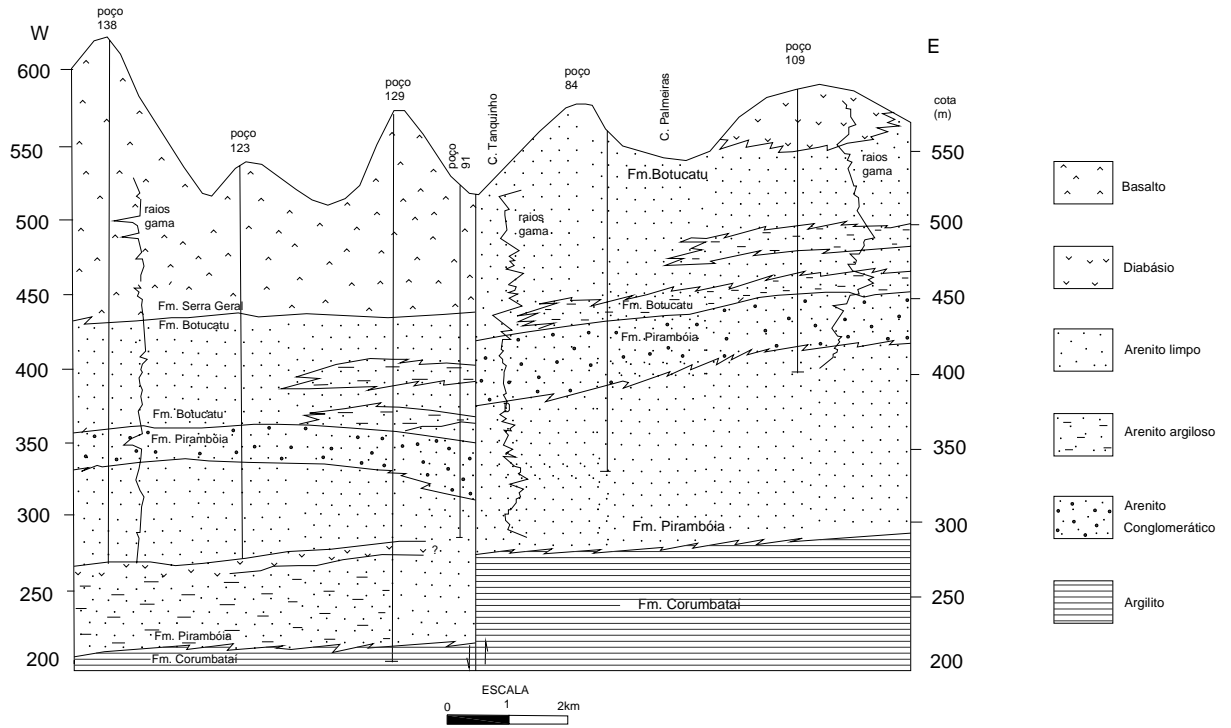 poço
138
W
poço
123
poço
129
poço
91
C. Tanquinho
poço
84
C. Palmeiras
poço
109
E
cota
(m)
600
550
500
450
400
350
300
250
200
550
500
450
400
350
300
250
200
raios
gama
raios
gama
raios
gama
Fm.Botucatu
Fm. Serra Geral
Fm. Botucatu
Fm. Botucatu
Fm. Pirambóia
Fm. Botucatu
Fm. Pirambóia
Fm. Pirambóia
?
Fm. Corumbataí
Fm. Pirambóia
Fm. Corumbataí
ESCALA
0 1 2km
Basalto
Diabásio
Arenito limpo
Arenito argiloso
Arenito
Conglomerático
Argilito